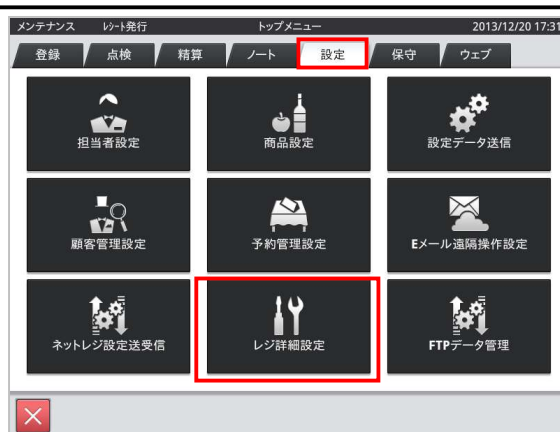 メンテナンス ﾚｼｰﾄ発行 トップメニュー 2013/12/20 17:31
登録 点検 精算 ノート 設定 保守 ウェブ
担当者設定 商品設定 設定データ送信
顧客管理設定 予約管理設定 Eメール遠隔操作設定
ネットレジ設定送受信 レジ詳細設定 FTPデータ管理